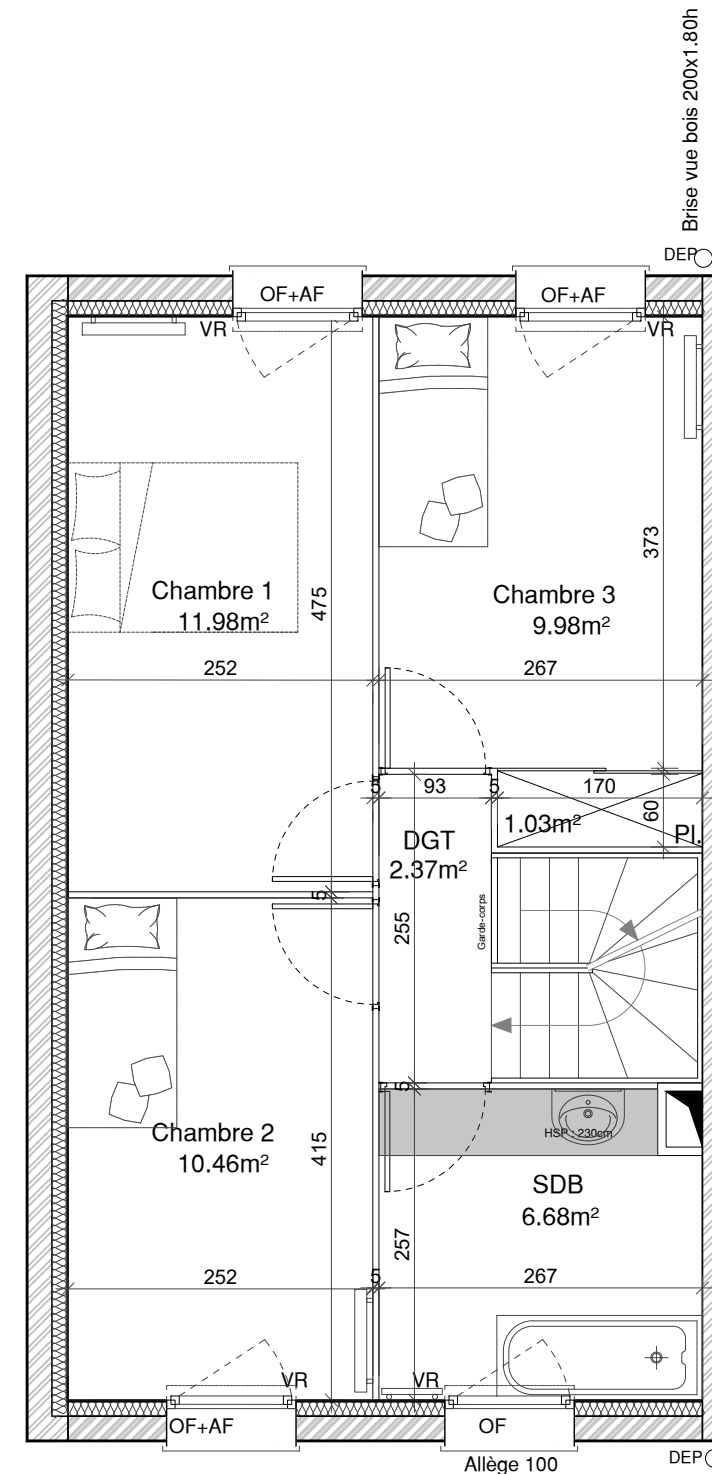 Brise vue bois 200x1.80h
DEP
OF+AF
OF+AF
VR
VR
373
Chambre 1
11.98m²
475
Chambre 3
9.98m²
252
267
5
93
5
170
60
1.03m²
Pl.
DGT
2.37m²
5
255
Garde-corps
5
HSP : 230cm
Chambre 2
10.46m²
415
SDB
6.68m²
257
252
5
267
VR
VR
OF+AF
OF
Allège 100
DEP